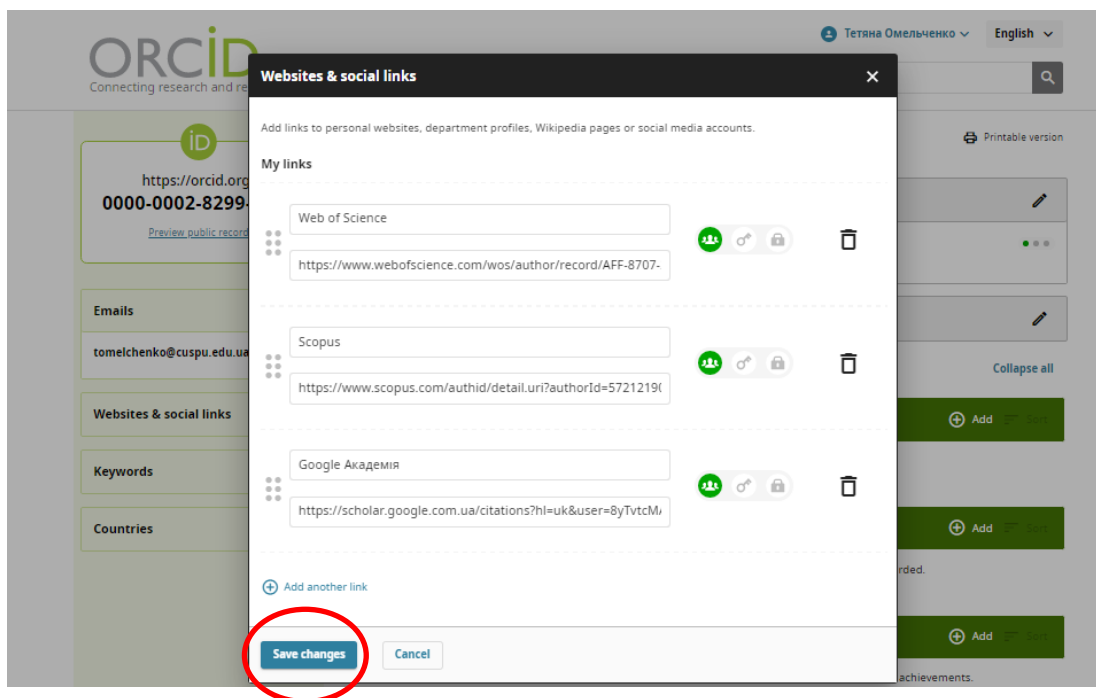 ORCID
Connecting research and re
Тетяна Омельченко
English
Printable version
iD
https://orcid.org
0000-0002-8299-
Preview public record
Emails
tomelchenko@cuspu.edu.ua
Websites & social links
Keywords
Countries
Websites & social links
Add links to personal websites, department profiles, Wikipedia pages or social media accounts.
My links
Web of Science
https://www.webofscience.com/wos/author/record/AFF-8707-
Scopus
https://www.scopus.com/authid/detail.uri?authorId=5721219
Google Академія
https://scholar.google.com.ua/citations?hl=uk&user=8yTvtcM
Add another link
Save changes
Cancel
Collapse all
Add Sort
Add Sort
rded.
Add Sort
achievements.